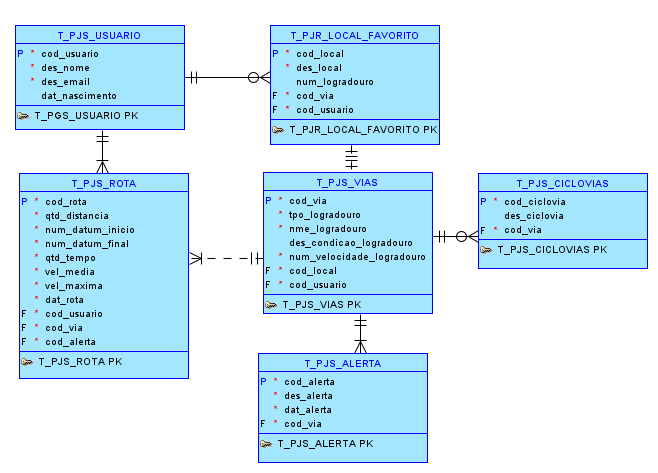 T_PJS_USUARIO
P * cod_usuario
* des_nome
* des_email
dat_nascimento
T_PGS_USUARIO PK
T_PJR_LOCAL_FAVORITO
P * cod_local
* des_local
num_logradouro
F * cod_via
F * cod_usuario
T_PJR_LOCAL_FAVORITO PK
T_PJS_ROTA
P * cod_rota
* qtd_distancia
* num_datum_inicio
* num_datum_final
* qtd_tempo
* vel_media
* vel_maxima
* dat_rota
F * cod_usuario
F * cod_via
F * cod_alerta
T_PJS_ROTA PK
T_PJS_VIAS
P * cod_via
* tpo_logradouro
* nme_logradouro
des_condicao_logradouro
* num_velocidade_logradouro
F * cod_local
F * cod_usuario
T_PJS_VIAS PK
T_PJS_CICLOVIAS
P * cod_ciclovia
des_ciclovia
F * cod_via
T_PJS_CICLOVIAS PK
T_PJS_ALERTA
P * cod_alerta
* des_alerta
* dat_alerta
F * cod_via
T_PJS_ALERTA PK